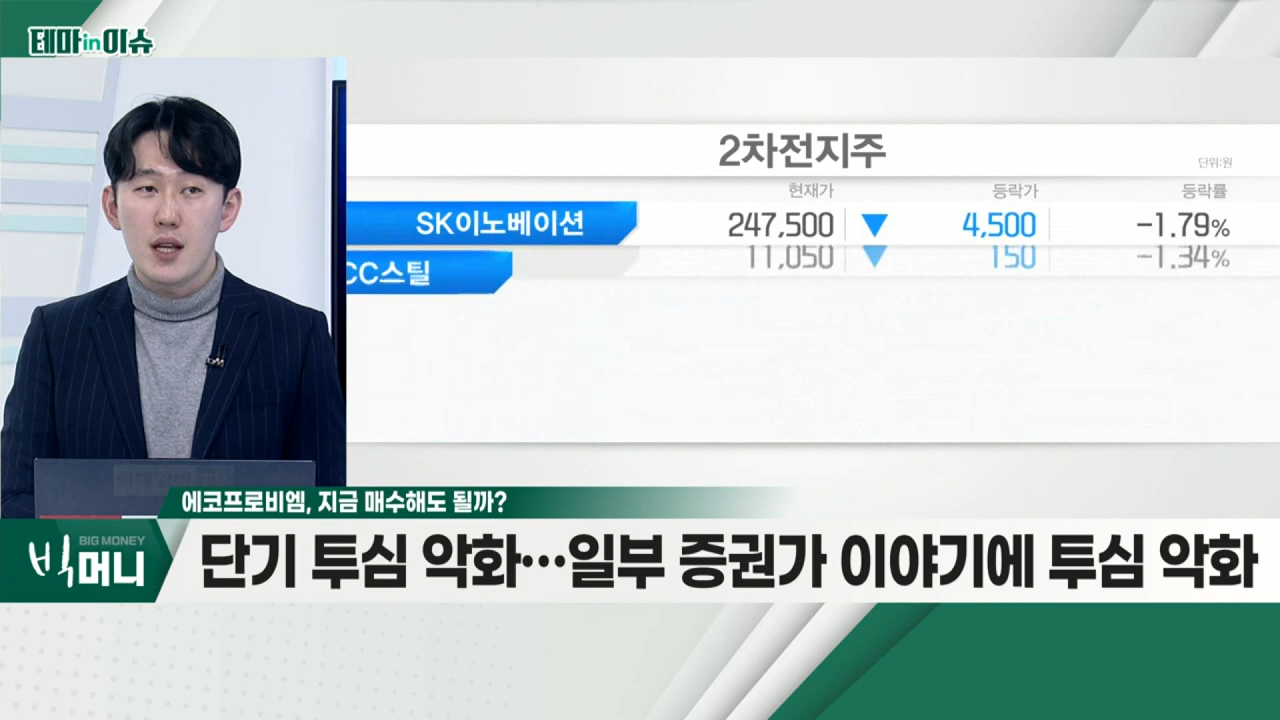 테마in이슈
2차전지주
단위:원
현재가 등락가 등락률
SK이노베이션 247,500 ▼ 4,500 -1.79%
CC스틸 11,050 ▼ 150 -1.34%
에코프로비엠, 지금 매수해도 될까?
BIG MONEY
빅머니
단기 투심 악화…일부 증권가 이야기에 투심 악화